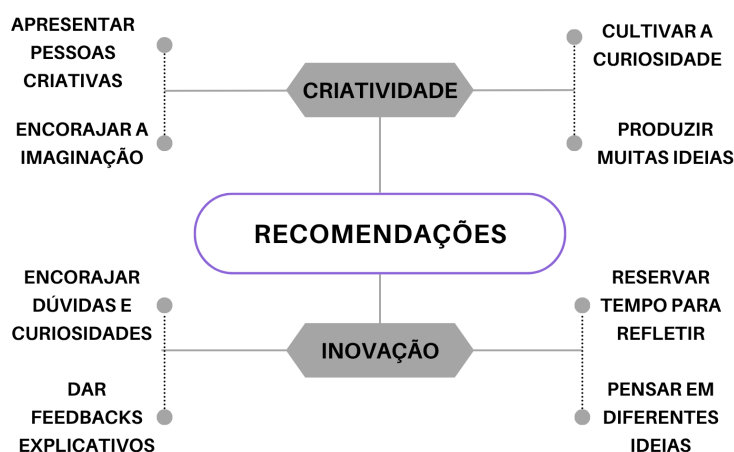 APRESENTAR
PESSOAS
CRIATIVAS
ENCORAJAR A
IMAGINAÇÃO
CRIATIVIDADE
CULTIVAR A
CURIOSIDADE
PRODUZIR
MUITAS IDEIAS
RECOMENDAÇÕES
ENCORAJAR
DÚVIDAS E
CURIOSIDADES
DAR
FEEDBACKS
EXPLICATIVOS
INOVAÇÃO
RESERVAR
TEMPO PARA
REFLETIR
PENSAR EM
DIFERENTES
IDEIAS